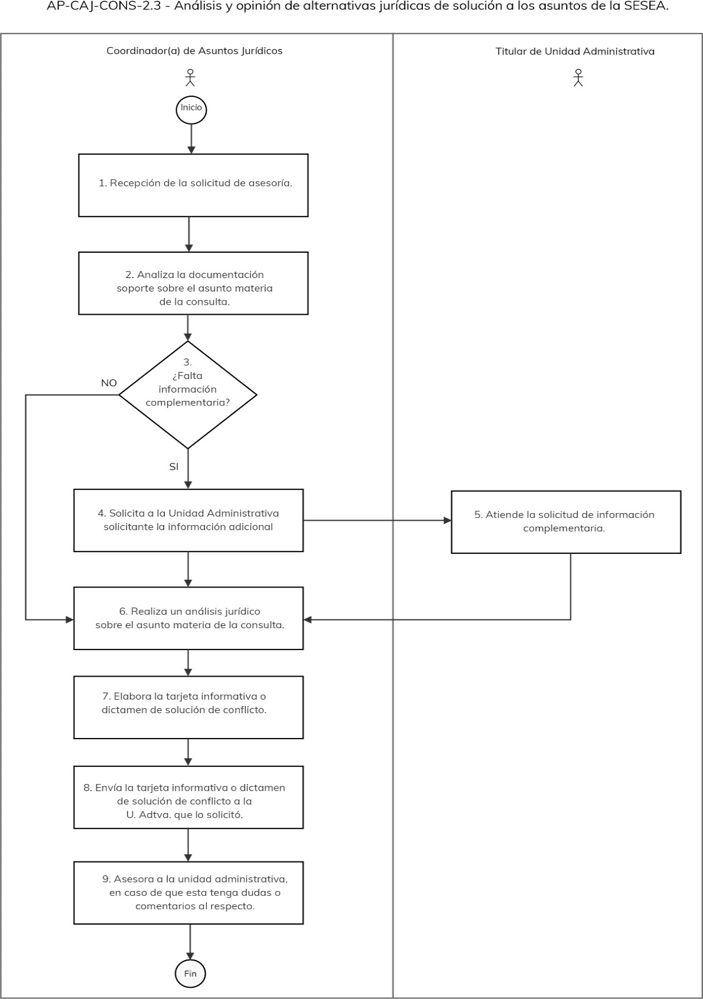 AP-CAJ-CONS-2.3 - Análisis y opinión de alternativas jurídicas de solución a los asuntos de la SESEA.
Coordinador(a) de Asuntos Jurídicos
Titular de Unidad Administrativa
Inicio
1. Recepción de la solicitud de asesoría.
2. Analiza la documentación
soporte sobre el asunto materia
de la consulta.
3.
¿Falta
información
complementaria?
NO
SI
4. Solicita a la Unidad Administrativa
solicitante la información adicional
5. Atiende la solicitud de información
complementaria.
6. Realiza un análisis jurídico
sobre el asunto materia de la consulta.
7. Elabora la tarjeta informativa o
dictamen de solución de conflicto.
8. Envía la tarjeta informativa o dictamen
de solución de conflicto a la
U. Adtva. que lo solicitó.
9. Asesora a la unidad administrativa,
en caso de que esta tenga dudas o
comentarios al respecto.
Fin